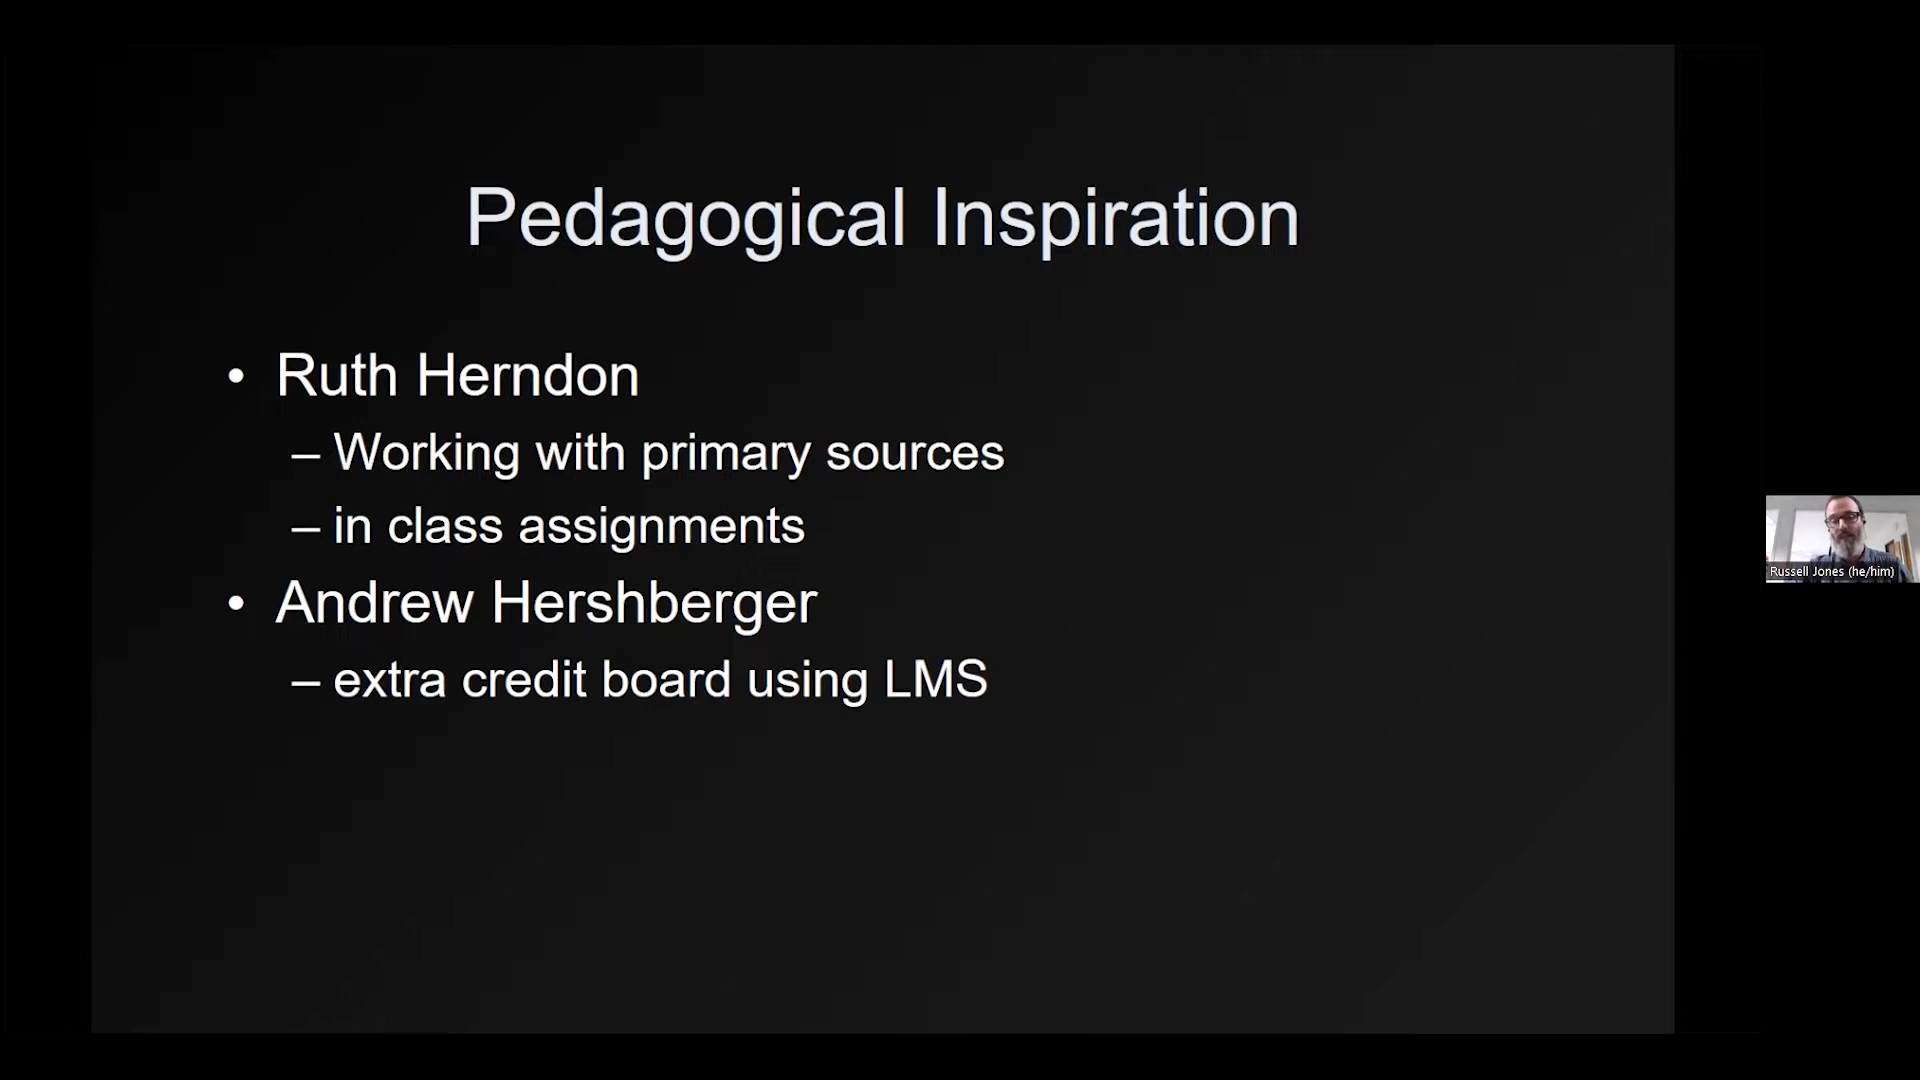 Pedagogical Inspiration
• Ruth Herndon
– Working with primary sources
– in class assignments
• Andrew Hershberger
– extra credit board using LMS
Russell Jones (he/him)